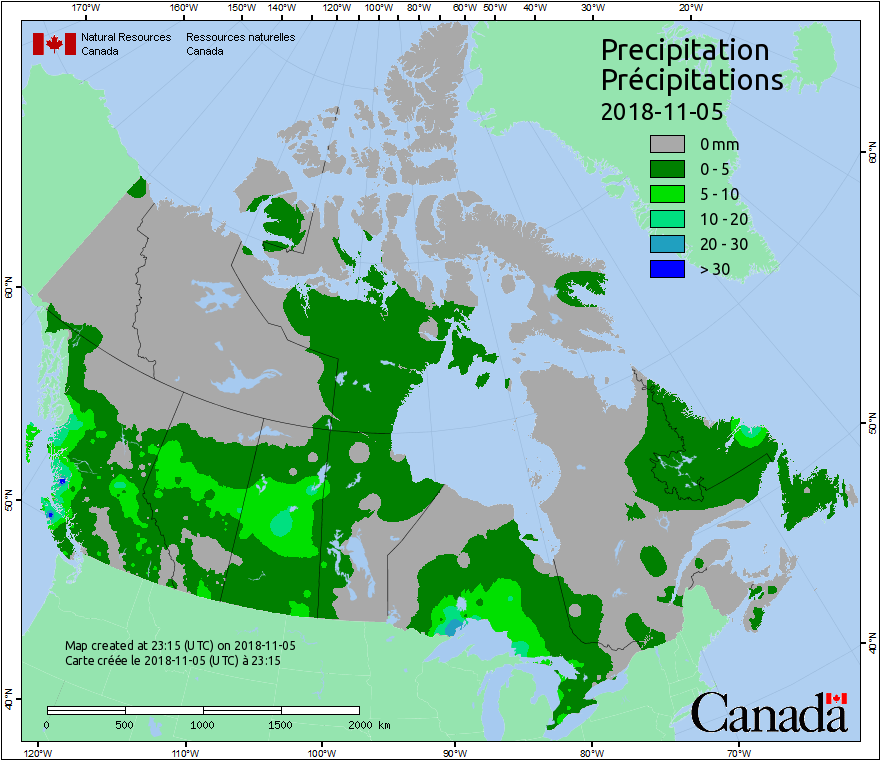 170°W 160°W 150°W 140°W 130°W 120°W 110°W 100°W 90°W 80°W 70°W 60°W 50°W 40°W 30°W 20°W
Natural Resources Ressources naturelles
Canada Canada
Precipitation
Précipitations
2018-11-05
0 mm
0 - 5
5 - 10
10 - 20
20 - 30
> 30
60°N 60°N
50°N 50°N
40°N 40°N
Map created at 23:15 (UTC) on 2018-11-05
Carte créée le 2018-11-05 (UTC) à 23:15
0 500 1000 1500 2000 km
Canada
120°W 110°W 100°W 90°W 80°W 70°W